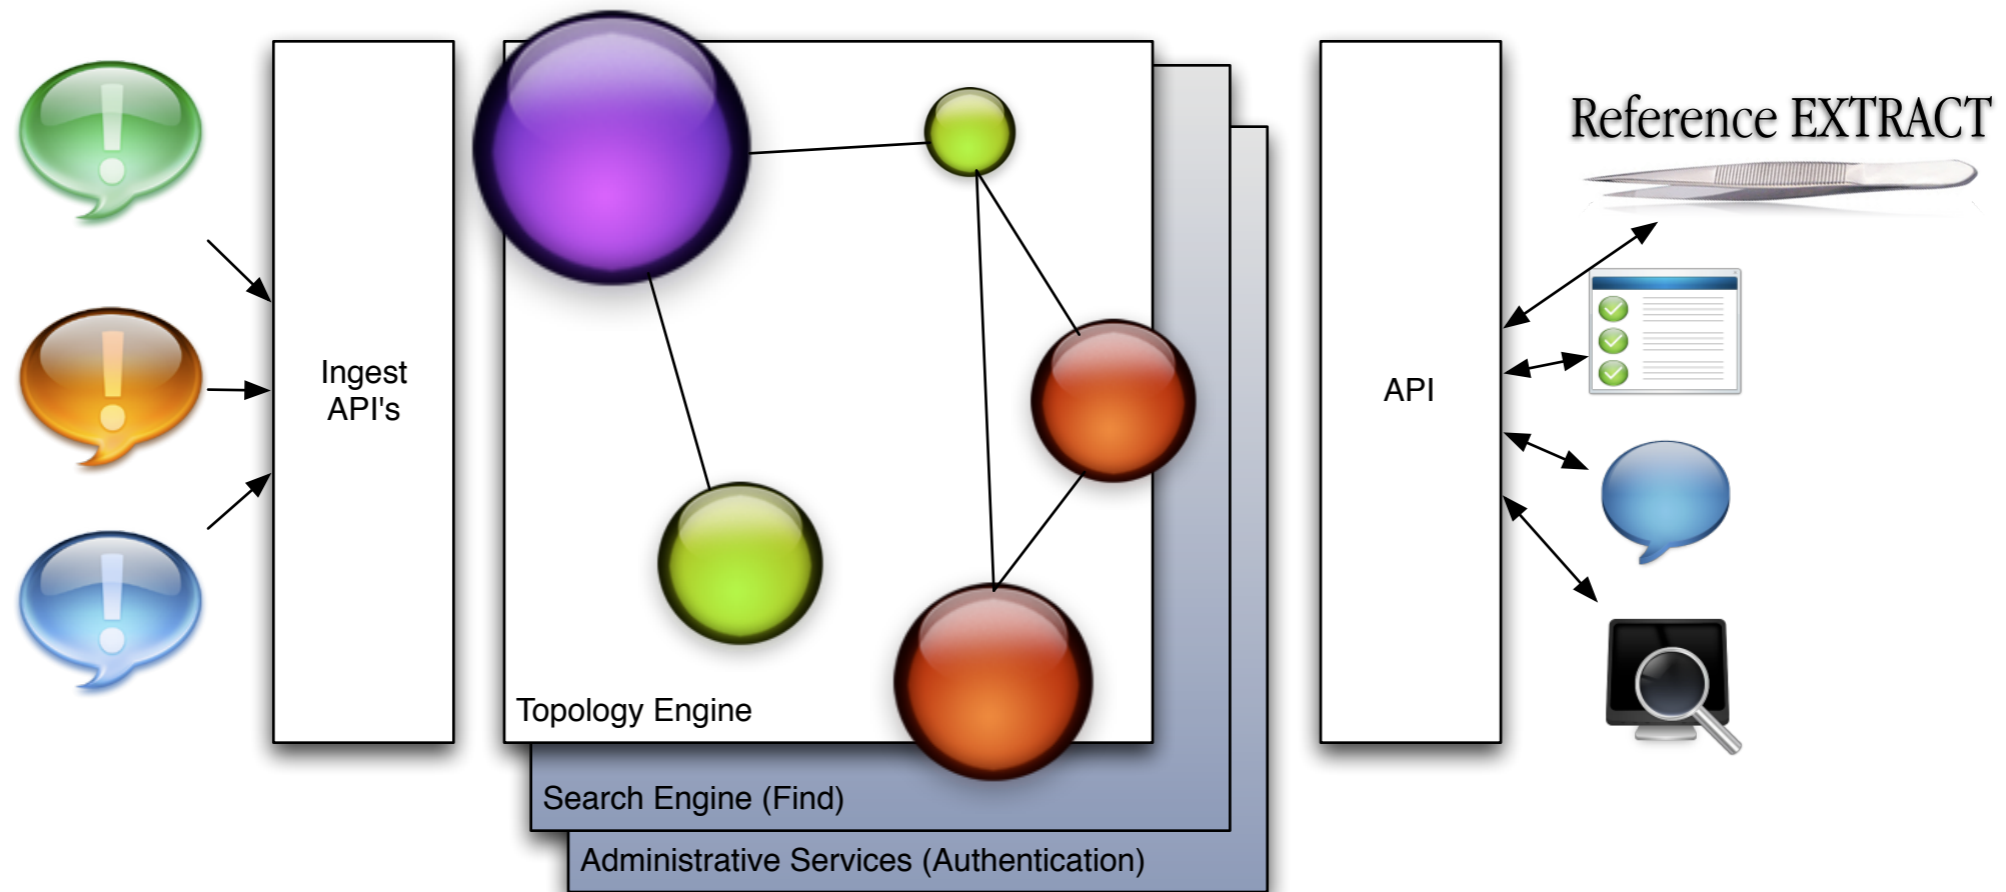 Reference EXTRACT
Ingest
API's
API
Topology Engine
Search Engine (Find)
Administrative Services (Authentication)